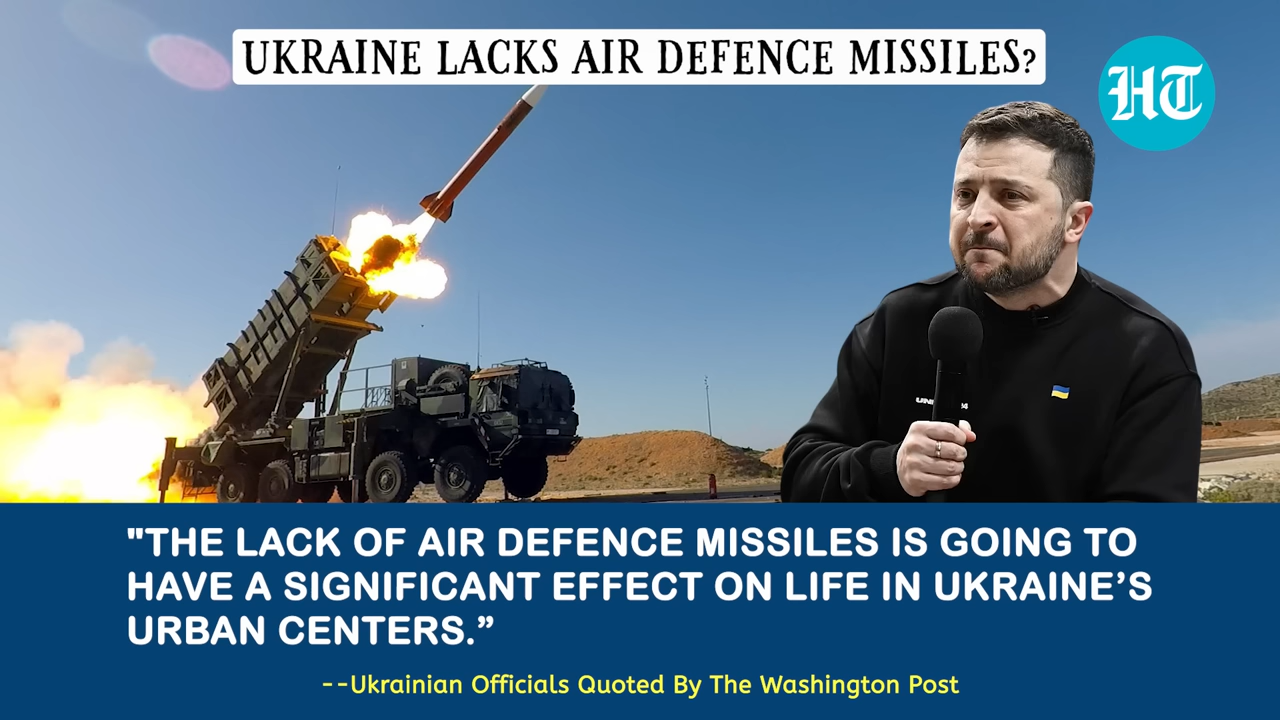 UKRAINE LACKS AIR DEFENCE MISSILES?
HT
"THE LACK OF AIR DEFENCE MISSILES IS GOING TO
HAVE A SIGNIFICANT EFFECT ON LIFE IN UKRAINE’S
URBAN CENTERS.”
--Ukrainian Officials Quoted By The Washington Post